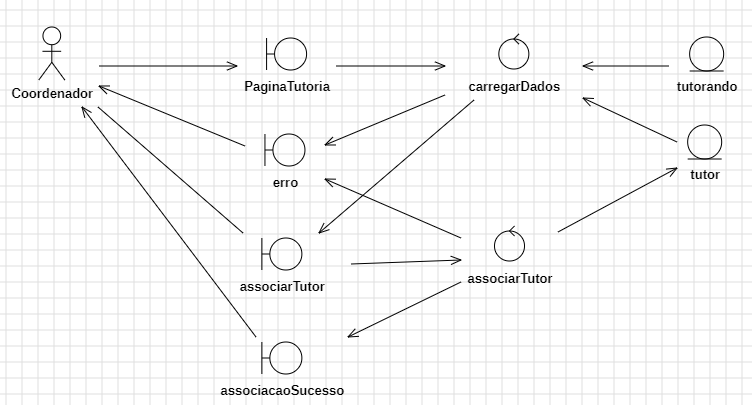 Coordenador
PaginaTutoria
carregarDados
tutorando
erro
tutor
associarTutor
associarTutor
associacaoSucesso